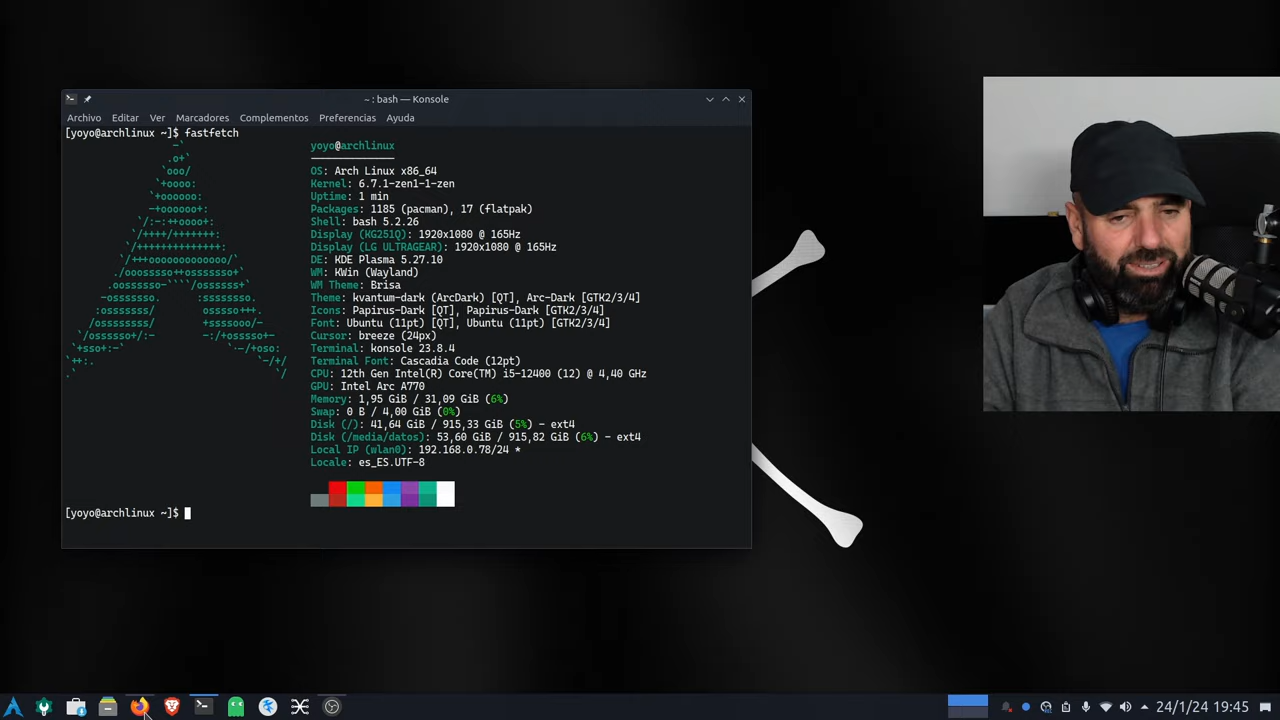 ~ : bash — Konsole
Archivo Editar Ver Marcadores Complementos Preferencias Ayuda
[yoyo@archlinux ~]$ fastfetch
yoyo@archlinux
OS: Arch Linux x86_64
Kernel: 6.7.1-zen1-1-zen
Uptime: 1 min
Packages: 1185 (pacman), 17 (flatpak)
Shell: bash 5.2.26
Display (KG251Q): 1920x1080 @ 165Hz
Display (LG ULTRAGEAR): 1920x1080 @ 165Hz
DE: KDE Plasma 5.27.10
WM: KWin (Wayland)
WM Theme: Brisa
Theme: kvantum-dark (ArcDark) [QT], Arc-Dark [GTK2/3/4]
Icons: Papirus-Dark [QT], Papirus-Dark [GTK2/3/4]
Font: Ubuntu (11pt) [QT], Ubuntu (11pt) [GTK2/3/4]
Cursor: breeze (24px)
Terminal: konsole 23.8.4
Terminal Font: Cascadia Code (12pt)
CPU: 12th Gen Intel(R) Core(TM) i5-12400 (12) @ 4,40 GHz
GPU: Intel Arc A770
Memory: 1,95 GiB / 31,09 GiB (6%)
Swap: 0 B / 4,00 GiB (0%)
Disk (/): 41,64 GiB / 915,33 GiB (5%) - ext4
Disk (/media/datos): 53,60 GiB / 915,82 GiB (6%) - ext4
Local IP (wlan0): 192.168.0.78/24 *
Locale: es_ES.UTF-8
[yoyo@archlinux ~]$
24/1/24 19:45